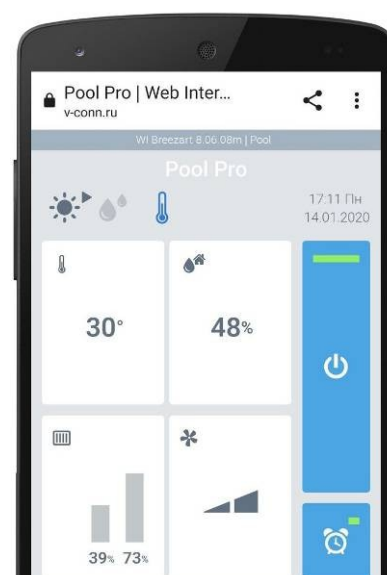 Pool Pro | Web Inter...
v-conn.ru
WI Breezart 8.06.08m | Pool
Pool Pro
17:11 Пн
14.01.2020
30°
48%
39% 73%